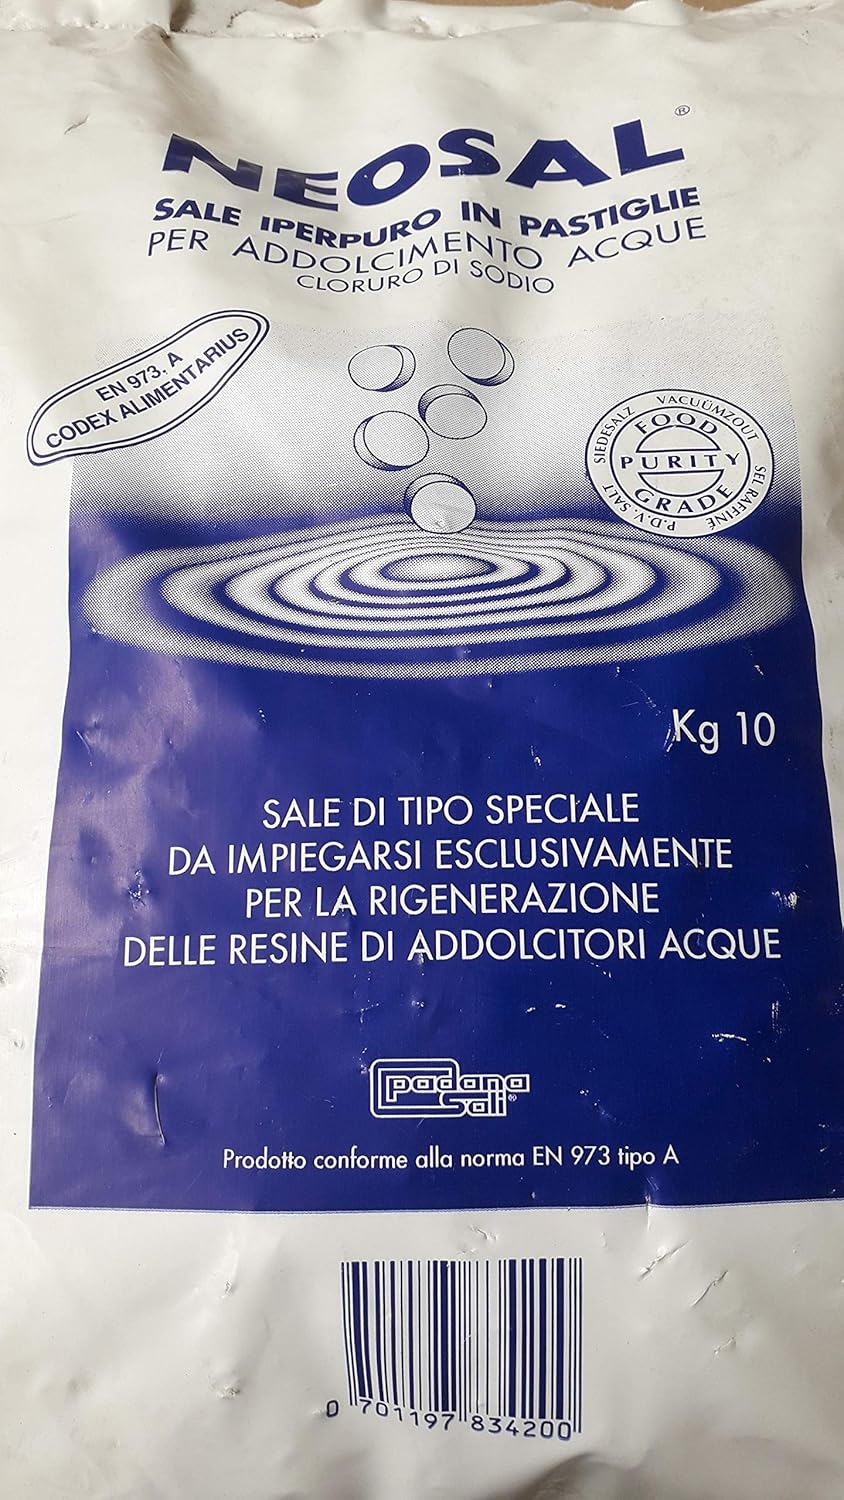 NEOSAL®
SALE IPERPURO IN PASTIGLIE
PER ADDOLCIMENTO ACQUE
CLORURO DI SODIO
EN 973. A
CODEX ALIMENTARIUS
SIEDESALZ VACUÜMZOUT SEL RAFFINÉ P.D.V. SALT
FOOD
PURITY
GRADE
Kg 10
SALE DI TIPO SPECIALE
DA IMPIEGARSI ESCLUSIVAMENTE
PER LA RIGENERAZIONE
DELLE RESINE DI ADDOLCITORI ACQUE
padana
sali®
Prodotto conforme alla norma EN 973 tipo A
0 701197 834200